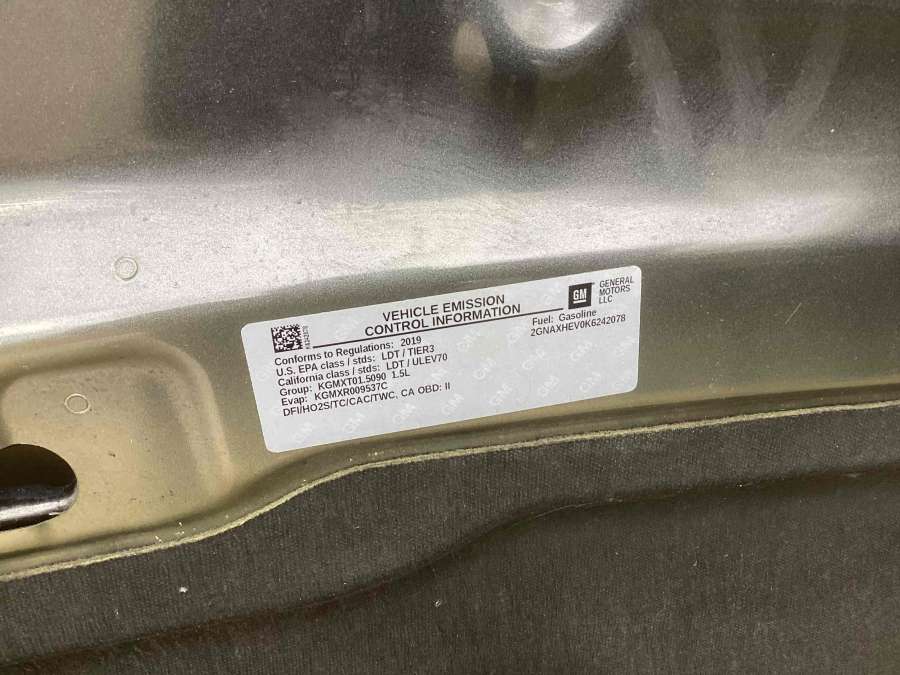 VEHICLE EMISSION
CONTROL INFORMATION
GM
GENERAL
MOTORS
LLC
Conforms to Regulations: 2019
U.S. EPA class / stds: LDT / TIER3
California class / stds: LDT / ULEV70
Group: KGMXT01.5090 1.5L
Evap: KGMXR009537C
DFI/HO2S/TC/CAC/TWC, CA OBD: II
Fuel: Gasoline
2GNAXHEV0K6242078